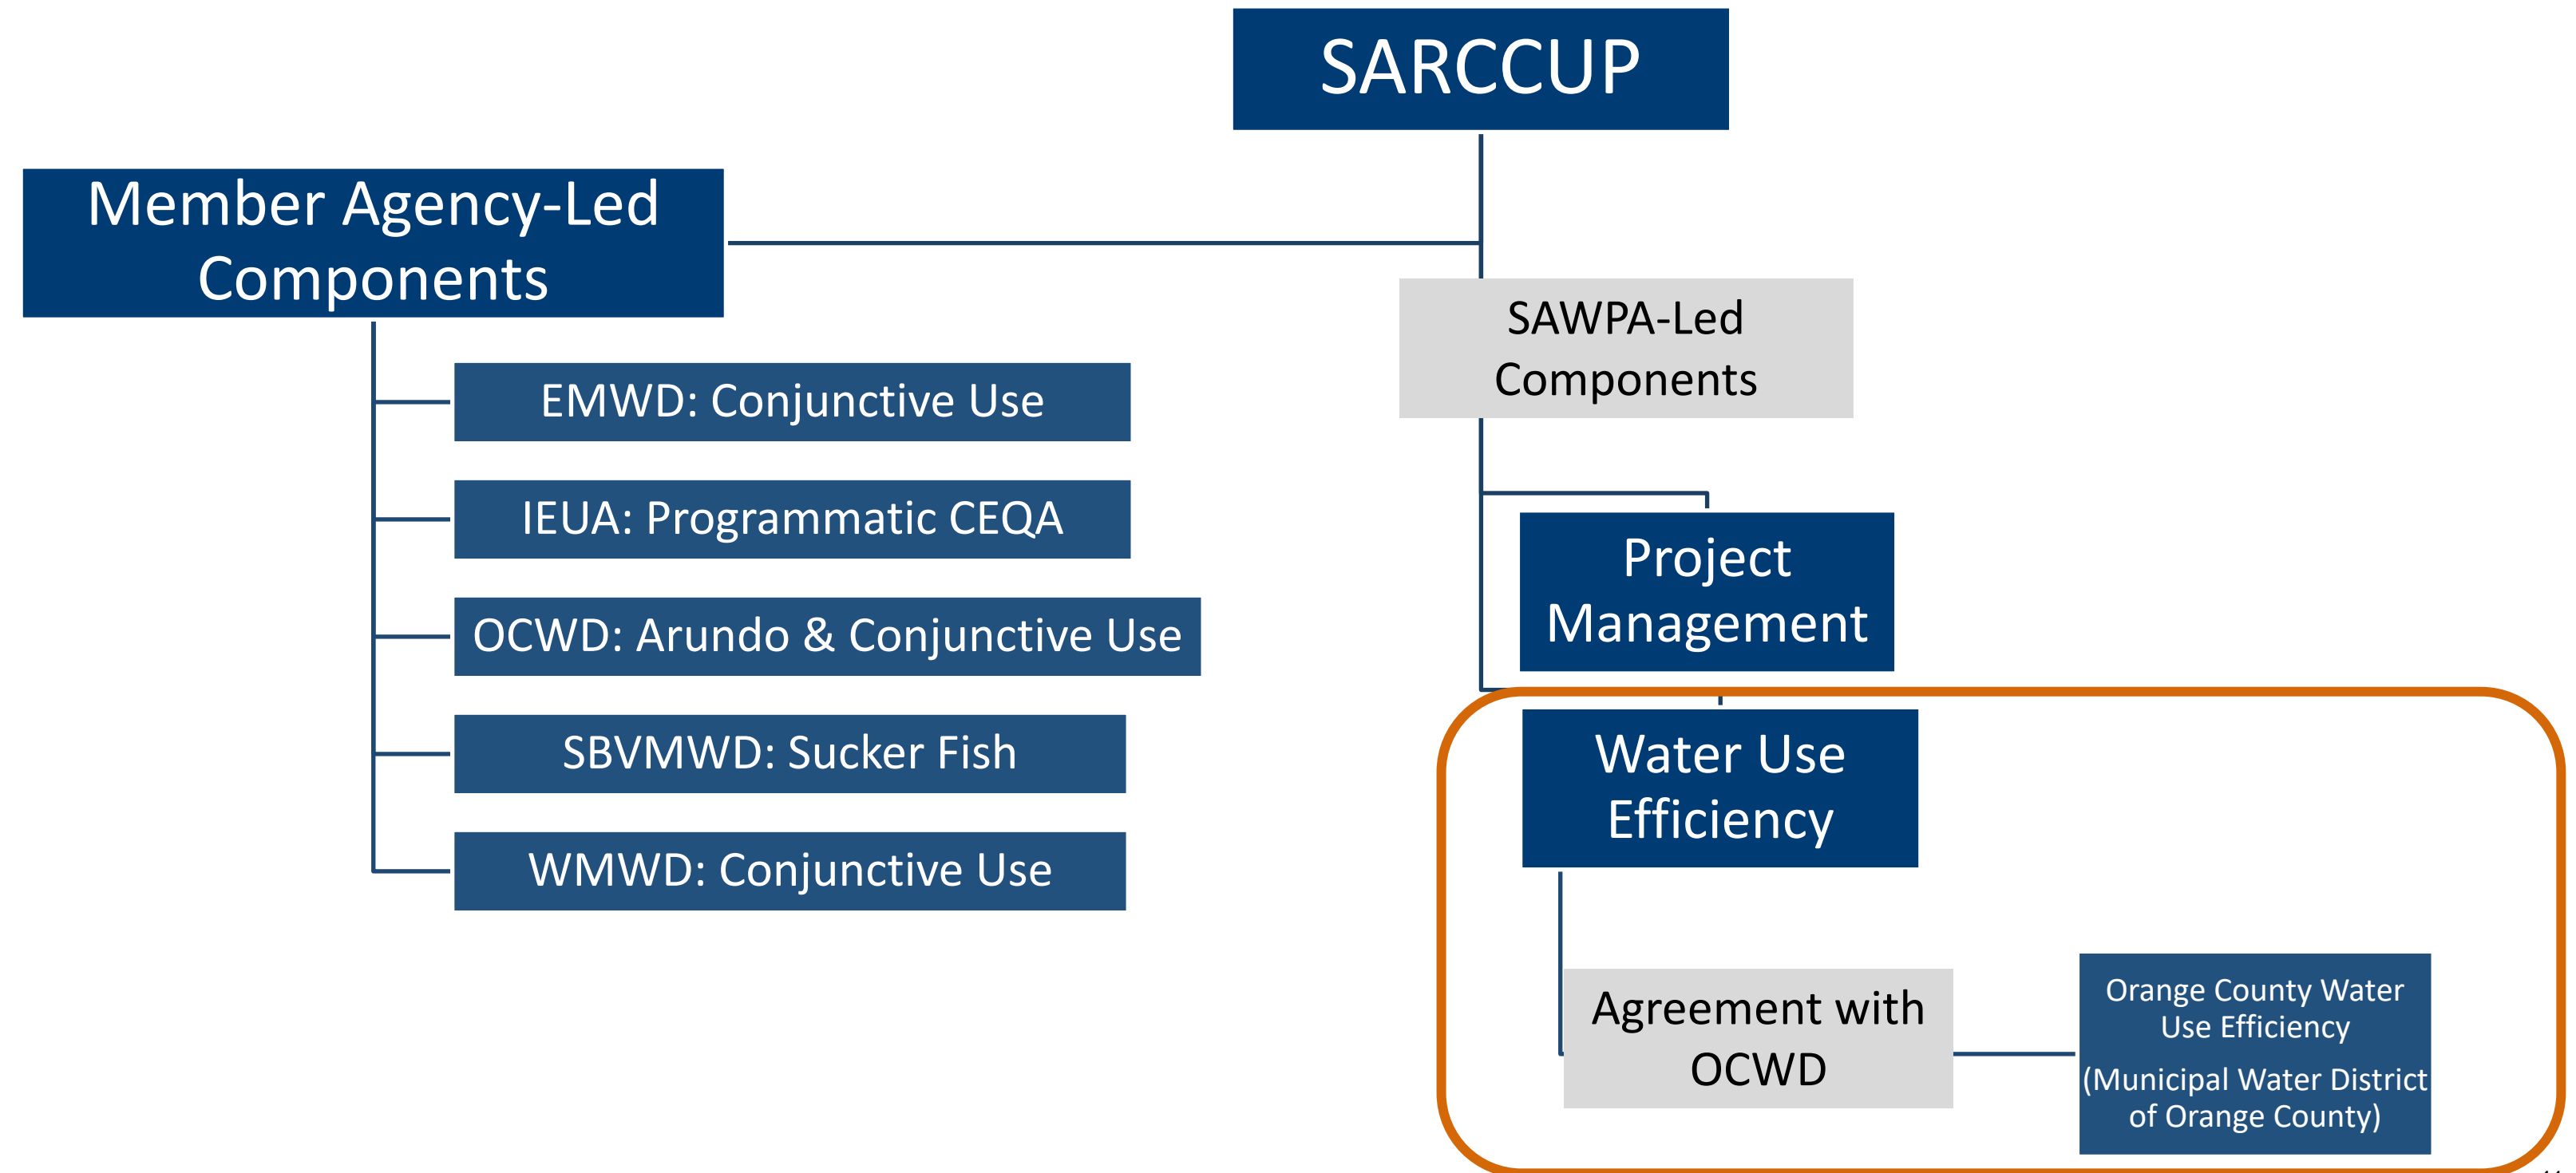 SARCCUP
Member Agency-Led
Components
EMWD: Conjunctive Use
IEUA: Programmatic CEQA
OCWD: Arundo & Conjunctive Use
SBVMWD: Sucker Fish
WMWD: Conjunctive Use
SAWPA-Led
Components
Project
Management
Water Use
Efficiency
Agreement with
OCWD
Orange County Water
Use Efficiency
(Municipal Water District
of Orange County)